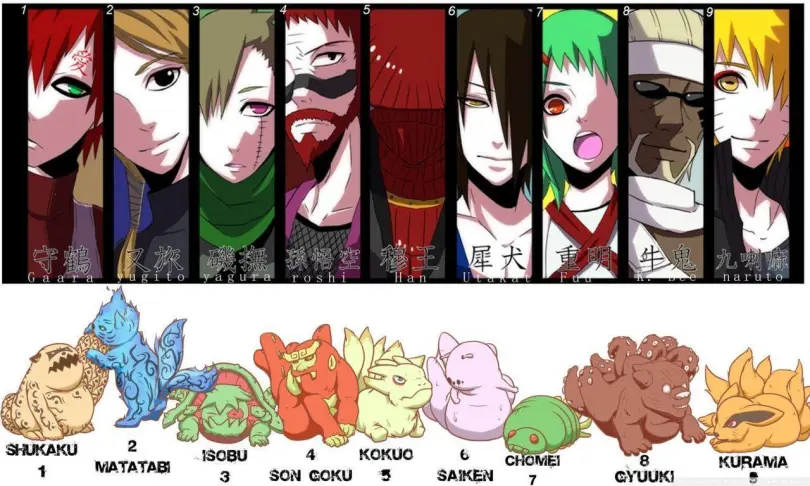 1 2 3 4 5 6 7 8 9
愛
守鶴 又旅 磯撫 孫悟空 穆王 犀犬 重明 牛鬼 九喇嘛
Gaara yugito yagura roshi Han Utakat Fuu K. Bee naruto
SHUKAKU
1
2
MATATABI
ISOBU
3
4
SON GOKU
KOKUO
5
6
SAIKEN
CHOMEI
7
8
GYUUKI
KURAMA
9